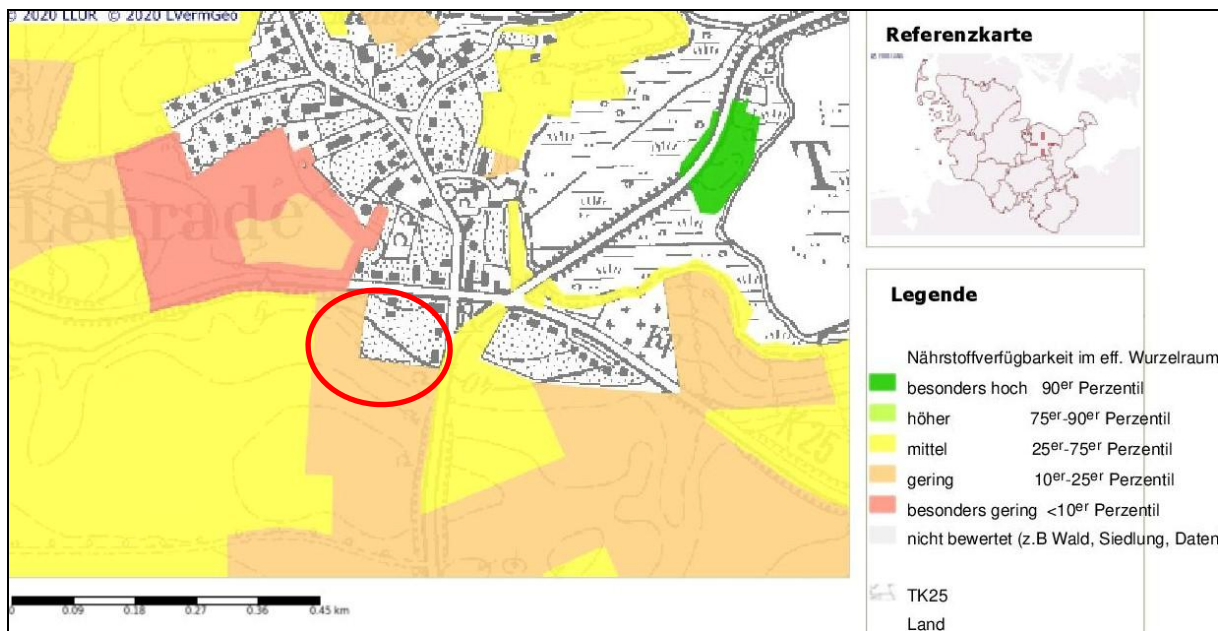 © 2020 LLUR © 2020 LVermGeo
Lebrade
K 25
T
0 0.09 0.18 0.27 0.36 0.45 km
Referenzkarte
Legende
Nährstoffverfügbarkeit im eff. Wurzelraum
besonders hoch 90er Perzentil
höher 75er-90er Perzentil
mittel 25er-75er Perzentil
gering 10er-25er Perzentil
besonders gering <10er Perzentil
nicht bewertet (z.B Wald, Siedlung, Daten
TK25
Land